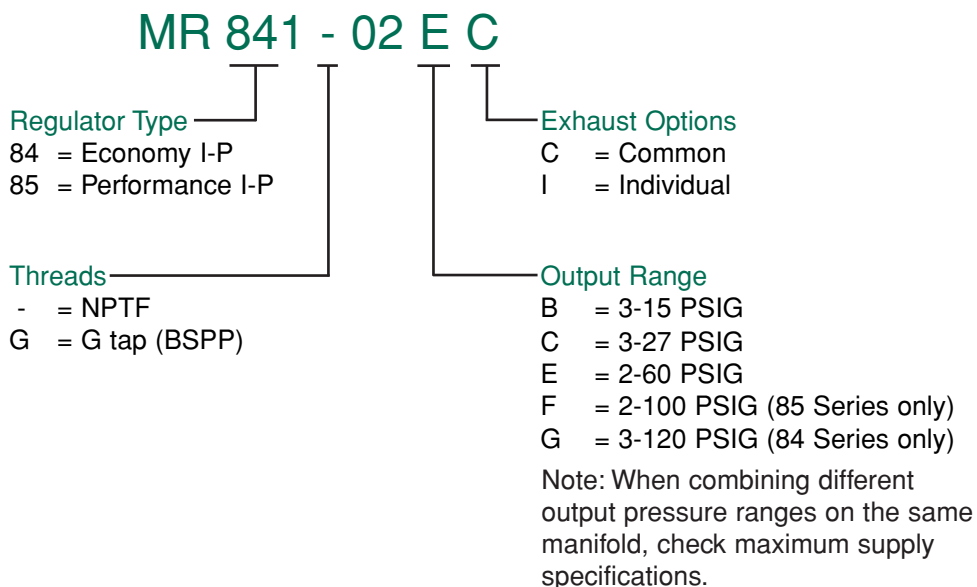 MR 841 - 02 E C
Regulator Type
84 = Economy I-P
85 = Performance I-P
Threads
- = NPTF
G = G tap (BSPP)
Exhaust Options
C = Common
I = Individual
Output Range
B = 3-15 PSIG
C = 3-27 PSIG
E = 2-60 PSIG
F = 2-100 PSIG (85 Series only)
G = 3-120 PSIG (84 Series only)
Note: When combining different
output pressure ranges on the same
manifold, check maximum supply
specifications.